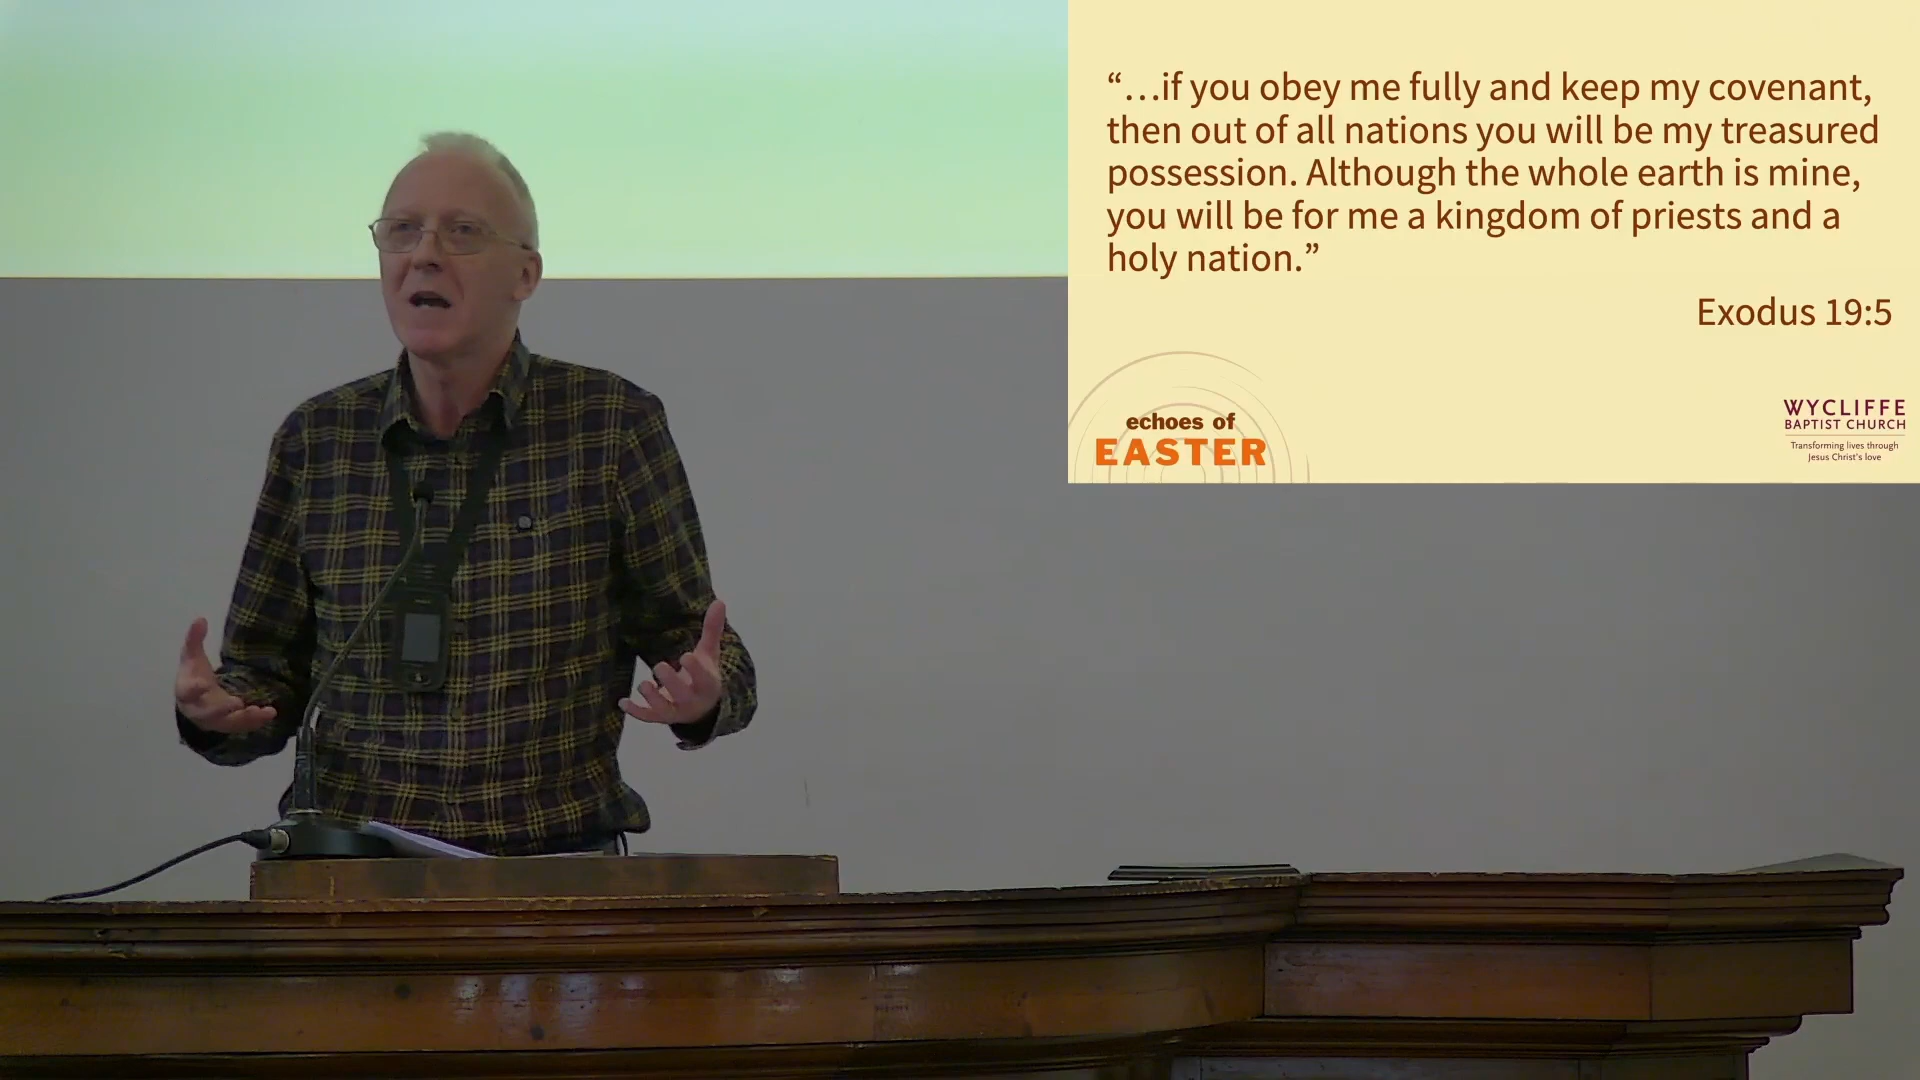 “…if you obey me fully and keep my covenant,
then out of all nations you will be my treasured
possession. Although the whole earth is mine,
you will be for me a kingdom of priests and a
holy nation.”
Exodus 19:5
echoes of
EASTER
WYCLIFFE
BAPTIST CHURCH
Transforming lives through
Jesus Christ's love